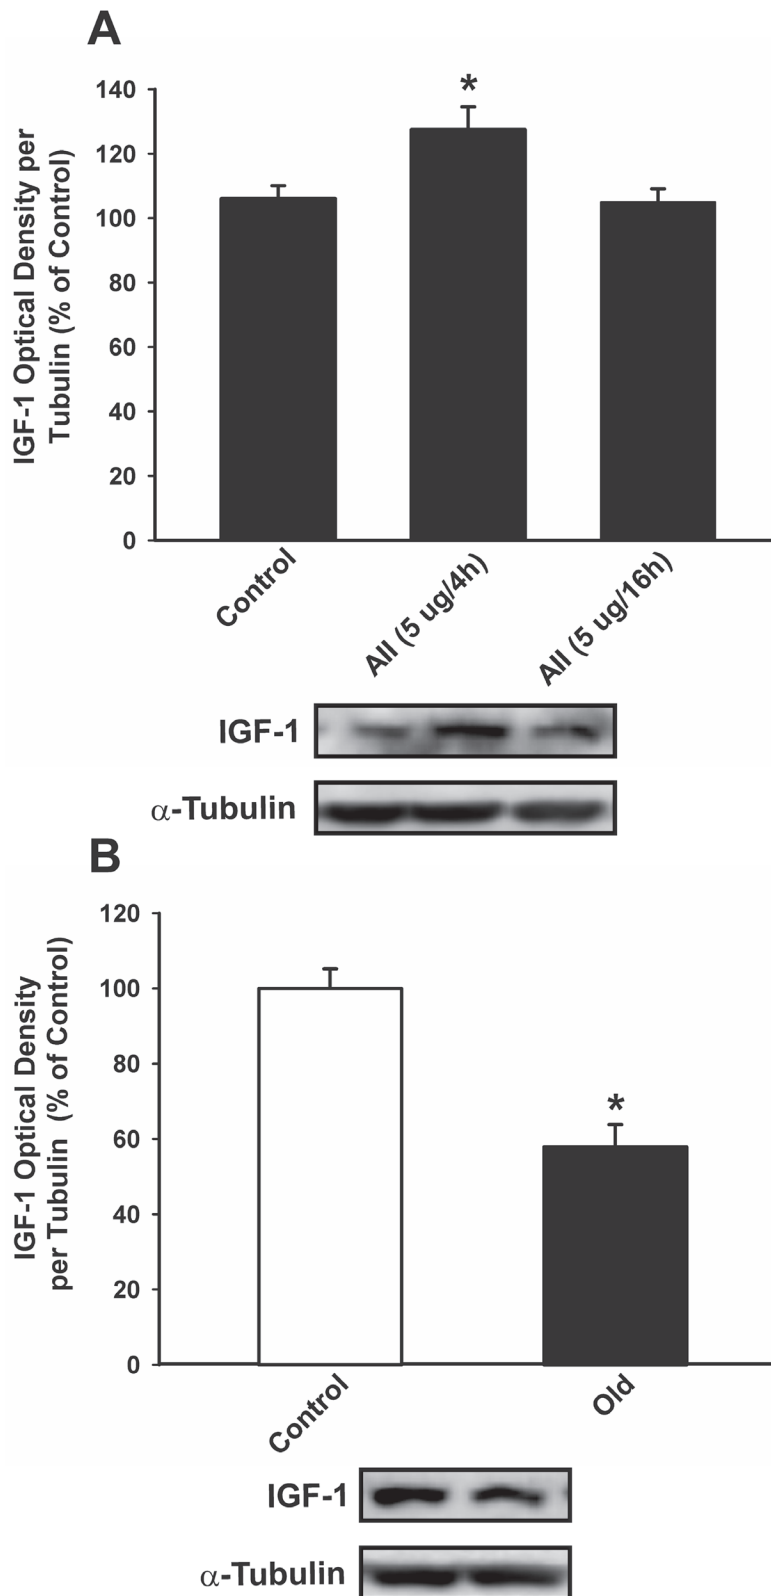 A
IGF-1 Optical Density per
Tubulin (% of Control)
140
120
100
80
60
40
20
0
*
Control
AII (5 ug/4h)
AII (5 ug/16h)
IGF-1
α-Tubulin
B
IGF-1 Optical Density
per Tubulin (% of Control)
120
100
80
60
40
20
0
*
Control
Old
IGF-1
α-Tubulin